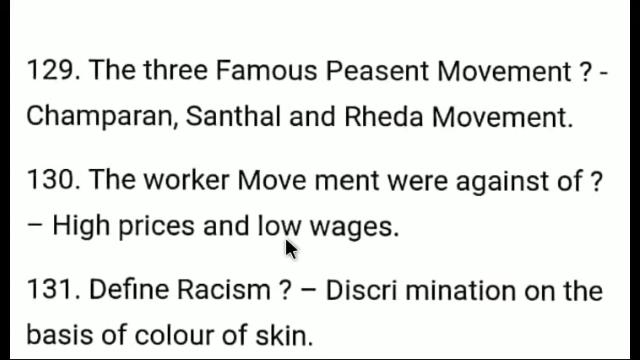 129. The three Famous Peasent Movement ? -
Champaran, Santhal and Rheda Movement.
130. The worker Move ment were against of ?
– High prices and low wages.
131. Define Racism ? – Discri mination on the
basis of colour of skin.